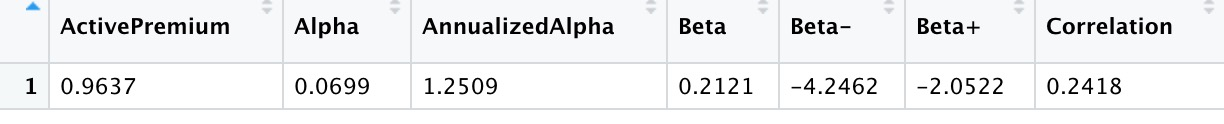 ActivePremium Alpha AnnualizedAlpha Beta Beta- Beta+ Correlation
1 0.9637 0.0699 1.2509 0.2121 -4.2462 -2.0522 0.2418